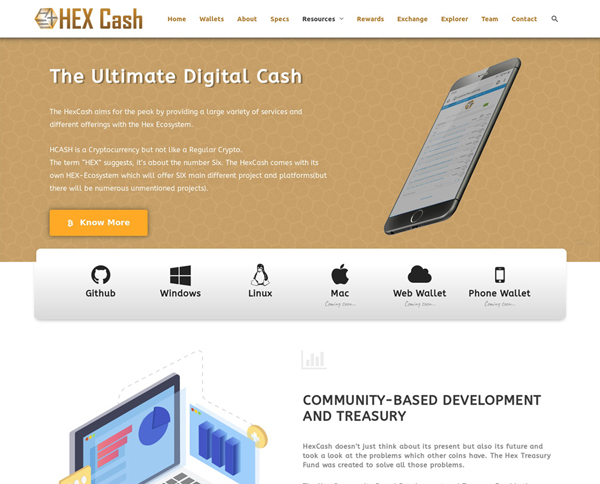 HEX Cash
Home Wallets About Specs Resources Rewards Exchange Explorer Team Contact
The Ultimate Digital Cash
The HexCash aims for the peak by providing a large variety of services and
different offerings with the Hex Ecosystem.
HCASH is a Cryptocurrency but not like a Regular Crypto.
The term "HEX" suggests, it's about the number Six. The HexCash comes with its
own HEX-Ecosystem which will offer SIX main different project and platforms(but
there will be numerous unmentioned projects).
Know More
Github Windows Linux Mac Web Wallet Phone Wallet
Coming soon... Coming soon... Coming soon...
COMMUNITY-BASED DEVELOPMENT
AND TREASURY
HexCash doesn't just think about its present but also its future and
took a look at the problems which other coins have. The Hex Treasury
Fund was created to solve all those problems.